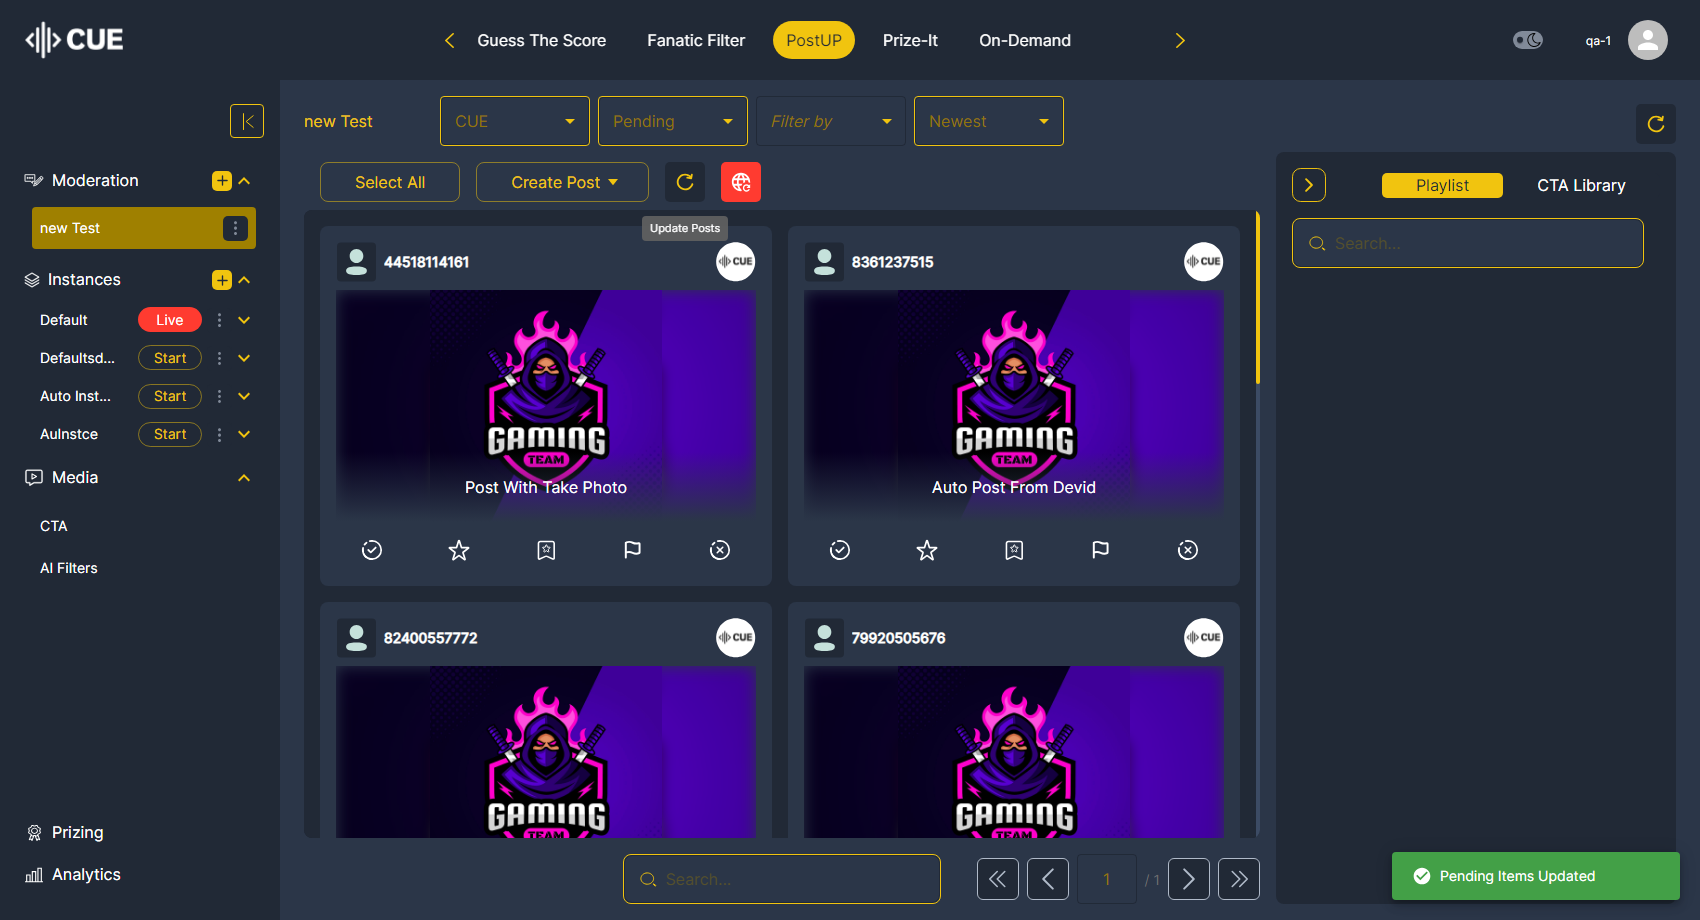 CUE
Guess The Score
Fanatic Filter
PostUP
Prize-It
On-Demand
qa-1
new Test
CUE
Pending
Filter by
Newest
Select All
Create Post
Update Posts
Moderation
new Test
Instances
Default
Live
Defaultsd...
Start
Auto Inst...
Start
AuInstce
Start
Media
CTA
AI Filters
Prizing
Analytics
44518114161
CUE
GAMING
TEAM
Post With Take Photo
8361237515
CUE
GAMING
TEAM
Auto Post From Devid
82400557772
CUE
GAMING
TEAM
79920505676
CUE
GAMING
TEAM
Search...
1
/ 1
Playlist
CTA Library
Search...
Pending Items Updated